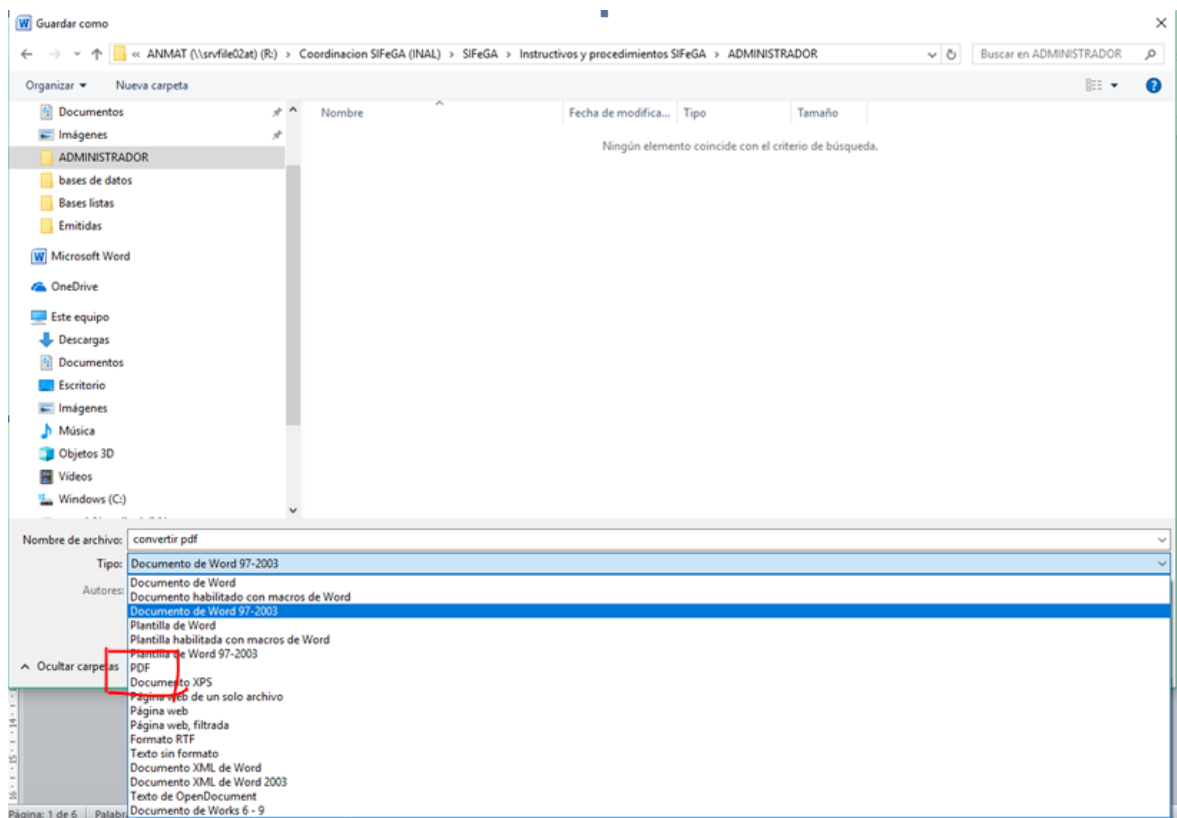 Guardar como
« ANMAT (\\srvfile02at) (R:) > Coordinacion SIFeGA (INAL) > SIFeGA > Instructivos y procedimientos SIFeGA > ADMINISTRADOR
Buscar en ADMINISTRADOR
Organizar
Nueva carpeta
Documentos
Imágenes
ADMINISTRADOR
bases de datos
Bases listas
Emitidas
Microsoft Word
OneDrive
Este equipo
Descargas
Documentos
Escritorio
Imágenes
Música
Objetos 3D
Vídeos
Windows (C:)
Nombre
Fecha de modifica...
Tipo
Tamaño
Ningún elemento coincide con el criterio de búsqueda.
Nombre de archivo: convertir pdf
Tipo: Documento de Word 97-2003
Autores:
Documento de Word
Documento habilitado con macros de Word
Documento de Word 97-2003
Plantilla de Word
Plantilla habilitada con macros de Word
Plantilla de Word 97-2003
PDF
Documento XPS
Página web de un solo archivo
Página web
Página web, filtrada
Formato RTF
Texto sin formato
Documento XML de Word
Documento XML de Word 2003
Texto de OpenDocument
Documento de Works 6 - 9
Ocultar carpetas
14
15
16
Página: 1 de 6